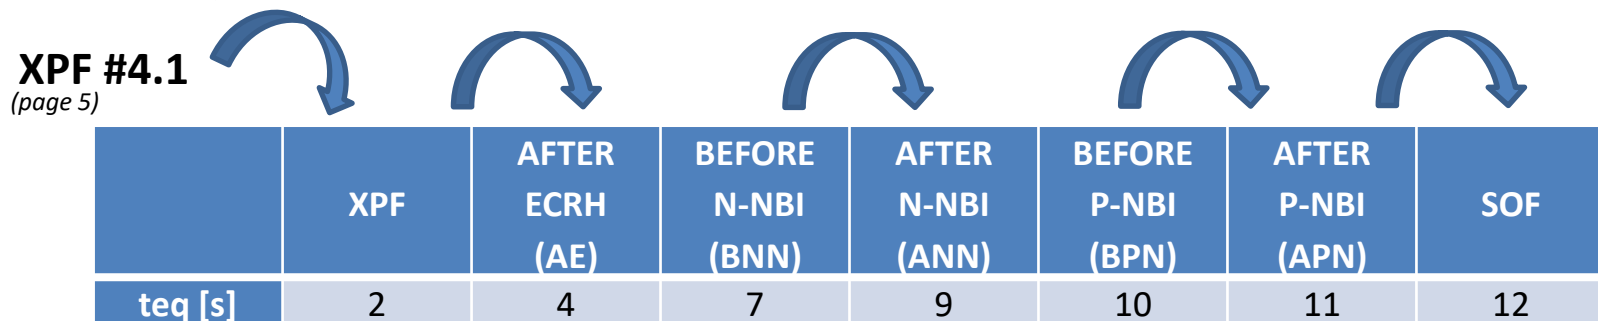 XPF #4.1
(page 5)
XPF
AFTER ECRH (AE)
BEFORE N-NBI (BNN)
AFTER N-NBI (ANN)
BEFORE P-NBI (BPN)
AFTER P-NBI (APN)
SOF
teq [s] 2 4 7 9 10 11 12